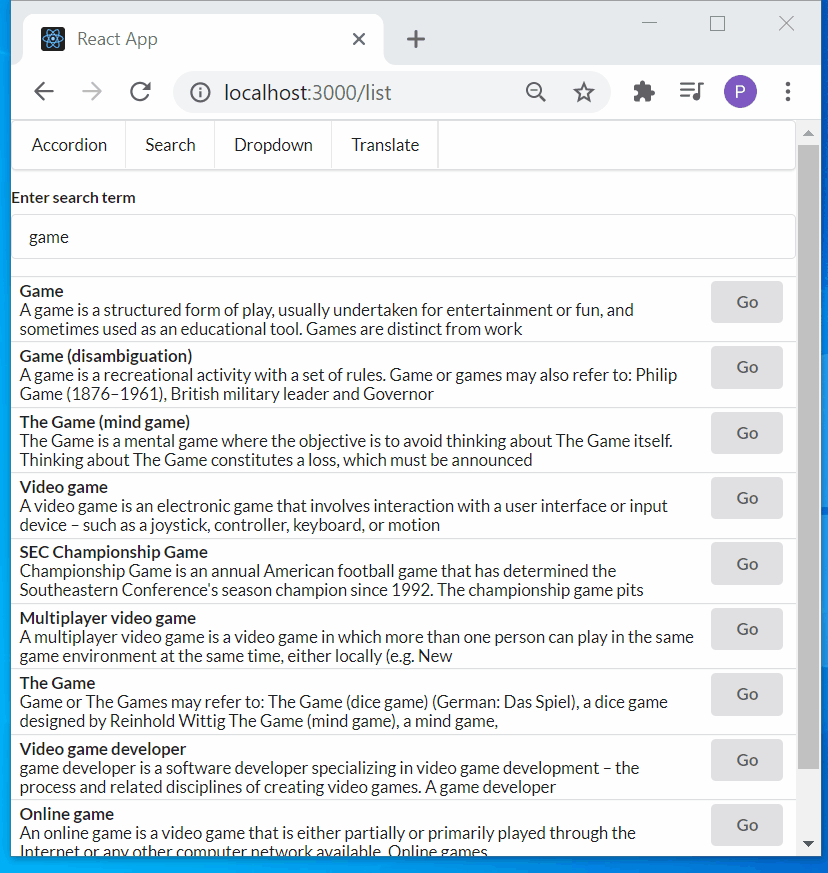 React App
localhost:3000/list
P
Accordion Search Dropdown Translate
Enter search term
game
Game
Go
A game is a structured form of play, usually undertaken for entertainment or fun, and
sometimes used as an educational tool. Games are distinct from work
Game (disambiguation)
Go
A game is a recreational activity with a set of rules. Game or games may also refer to: Philip
Game (1876–1961), British military leader and Governor
The Game (mind game)
Go
The Game is a mental game where the objective is to avoid thinking about The Game itself.
Thinking about The Game constitutes a loss, which must be announced
Video game
Go
A video game is an electronic game that involves interaction with a user interface or input
device – such as a joystick, controller, keyboard, or motion
SEC Championship Game
Go
Championship Game is an annual American football game that has determined the
Southeastern Conference's season champion since 1992. The championship game pits
Multiplayer video game
Go
A multiplayer video game is a video game in which more than one person can play in the same
game environment at the same time, either locally (e.g. New
The Game
Go
Game or The Games may refer to: The Game (dice game) (German: Das Spiel), a dice game
designed by Reinhold Wittig The Game (mind game), a mind game,
Video game developer
Go
game developer is a software developer specializing in video game development – the
process and related disciplines of creating video games. A game developer
Online game
Go
An online game is a video game that is either partially or primarily played through the
Internet or any other computer network available. Online games